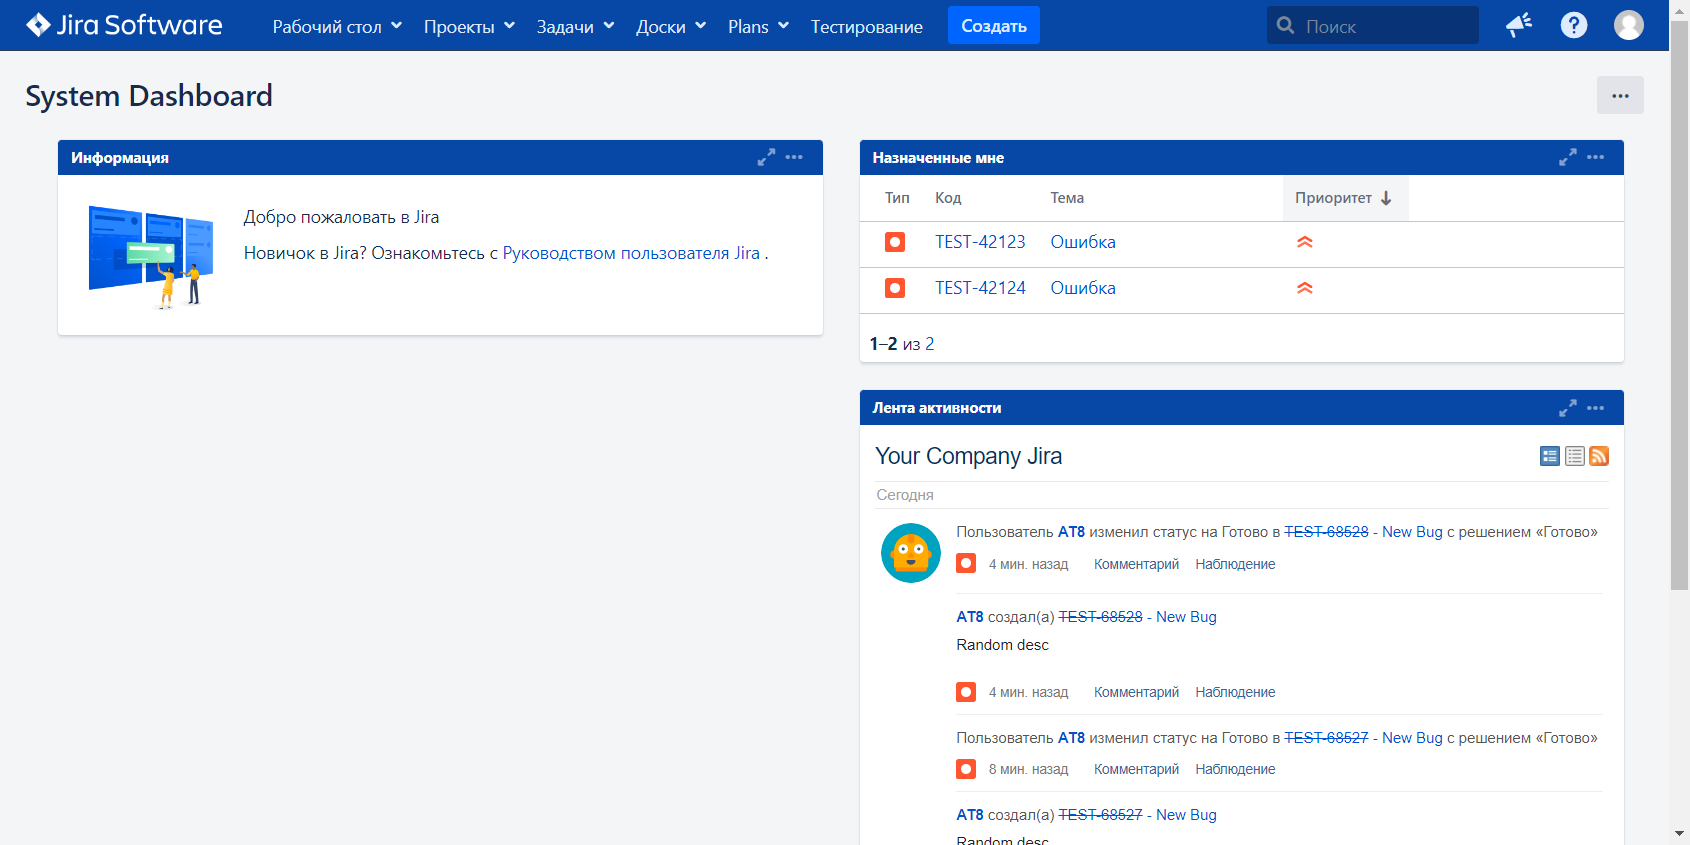 Jira Software
Рабочий стол Проекты Задачи Доски Plans Тестирование Создать Поиск
System Dashboard
Информация
Добро пожаловать в Jira
Новичок в Jira? Ознакомьтесь с Руководством пользователя Jira .
Назначенные мне
Тип Код Тема Приоритет
TEST-42123 Ошибка
TEST-42124 Ошибка
1–2 из 2
Лента активности
Your Company Jira
Сегодня
Пользователь AT8 изменил статус на Готово в TEST-68528 - New Bug с решением «Готово»
4 мин. назад Комментарий Наблюдение
AT8 создал(а) TEST-68528 - New Bug
Random desc
4 мин. назад Комментарий Наблюдение
Пользователь AT8 изменил статус на Готово в TEST-68527 - New Bug с решением «Готово»
8 мин. назад Комментарий Наблюдение
AT8 создал(а) TEST-68527 - New Bug
Random desc